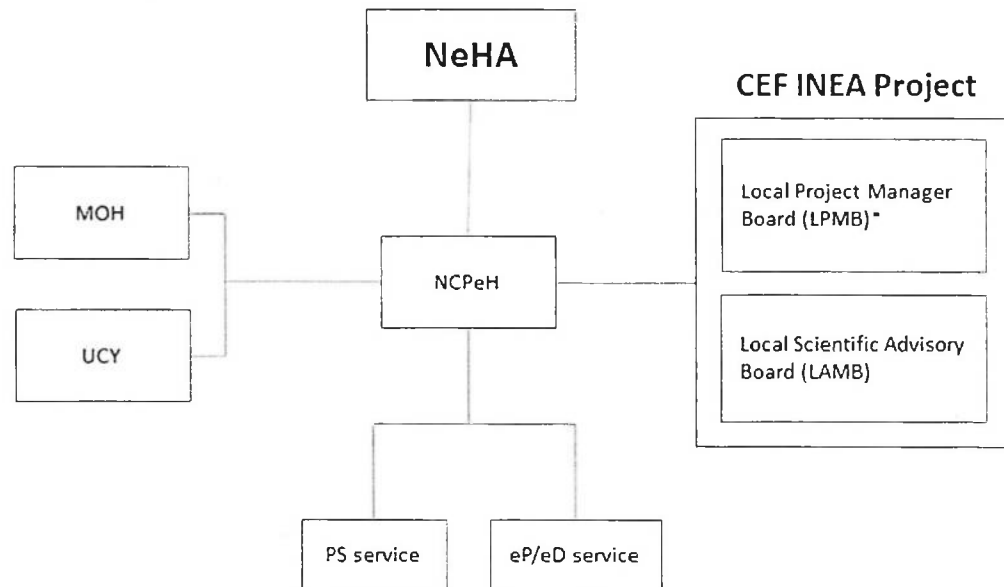 NeHA
CEF INEA Project
MOH
Local Project Manager
Board (LPMB)*
NCPeH
UCY
Local Scientific Advisory
Board (LAMB)
PS service
eP/eD service